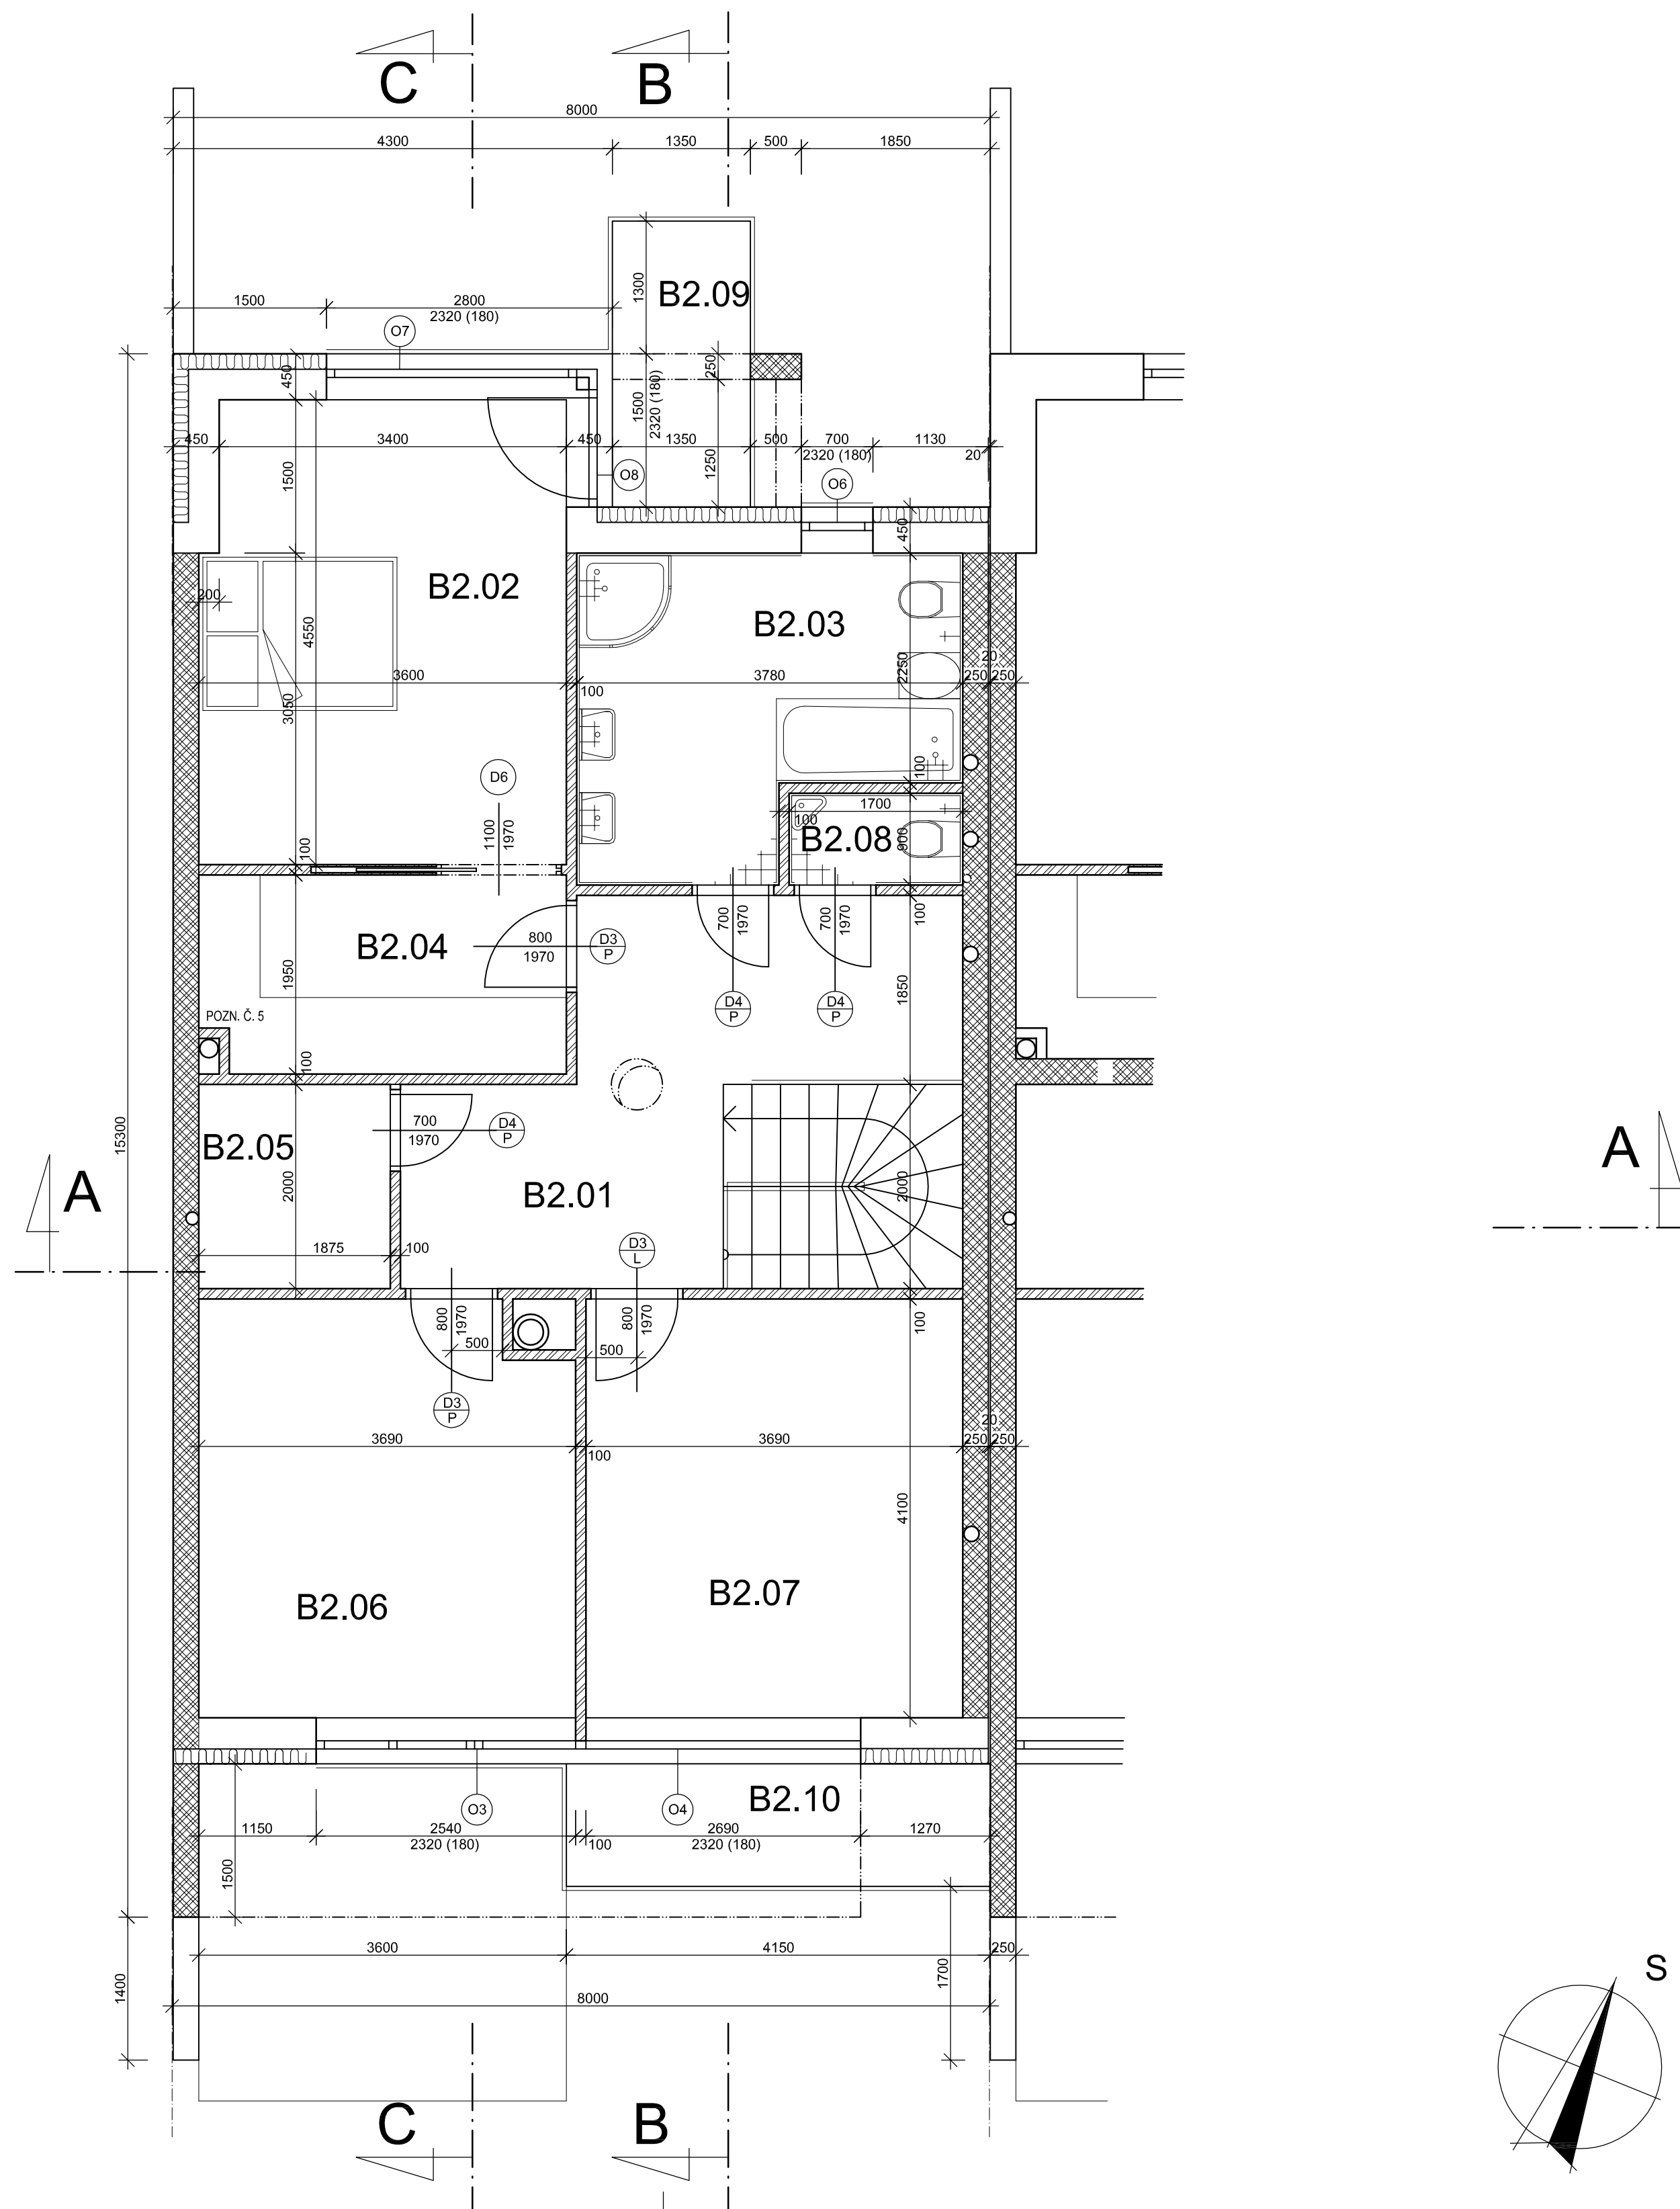 C
B
8000
4300
1350
500
1850
1300
B2.09
1500
2800
2320 (180)
O7
450
250
1500
2320 (180)
450
3400
450
1350
500
700
2320 (180)
1130
20
1500
O8
1250
O6
450
B2.02
B2.03
200
4550
3600
100
3780
2250
20
250
250
3050
D6
100
1100
1970
1700
100
B2.08
900
100
B2.04
800
1970
D3
P
700
1970
700
1970
100
1950
D4
P
D4
P
1850
POZN. Č. 5
100
15300
B2.05
700
1970
D4
P
A
A
2000
B2.01
2000
1875
100
D3
L
800
1970
500
800
1970
500
100
D3
P
3690
100
3690
20
250
250
4100
B2.06
B2.07
B2.10
O3
O4
1150
2540
2320 (180)
100
2690
2320 (180)
1270
1500
3600
4150
250
1400
1700
8000
S
C
B